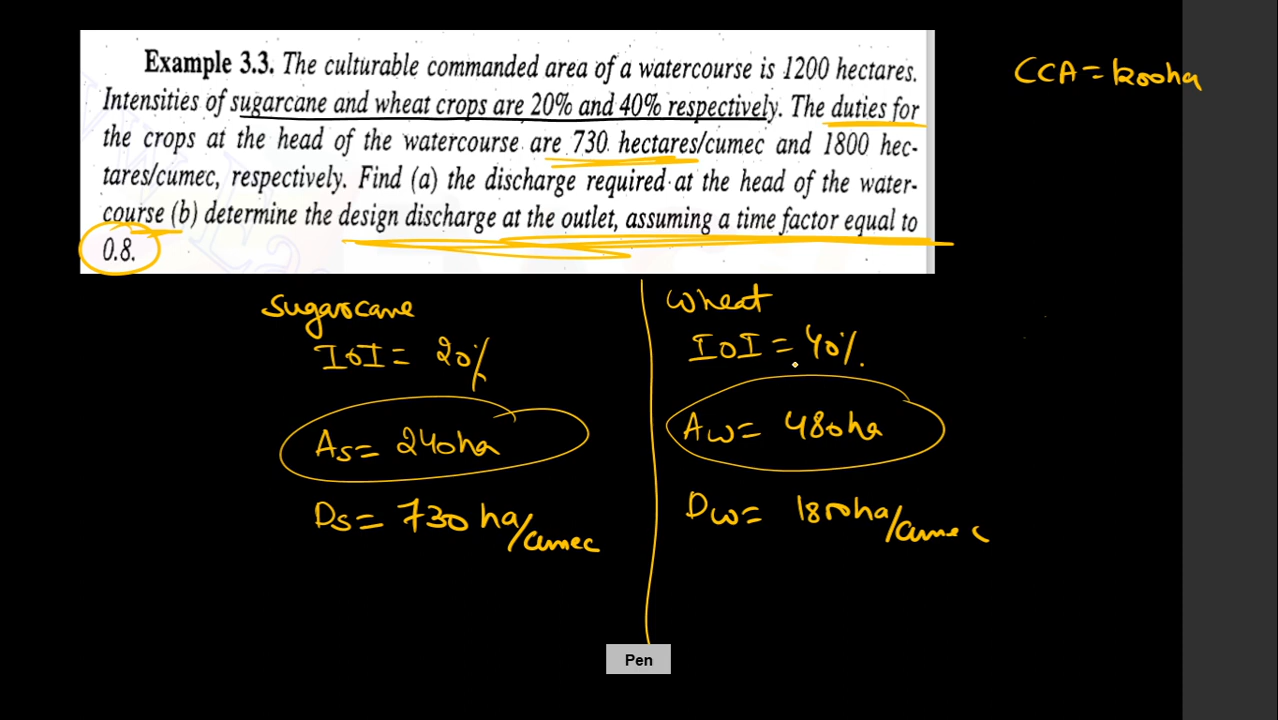 Example 3.3. The culturable commanded area of a watercourse is 1200 hectares.
Intensities of sugarcane and wheat crops are 20% and 40% respectively. The duties for
the crops at the head of the watercourse are 730 hectares/cumec and 1800 hec-
tares/cumec, respectively. Find (a) the discharge required at the head of the water-
course (b) determine the design discharge at the outlet, assuming a time factor equal to
0.8.
CCA = 1200ha
Sugarcane
IOI = 20%
As = 240ha
Ds = 730 ha/cumec
Wheat
IOI = 40%.
Aw = 480ha
Dw = 1800ha/cumec
Pen